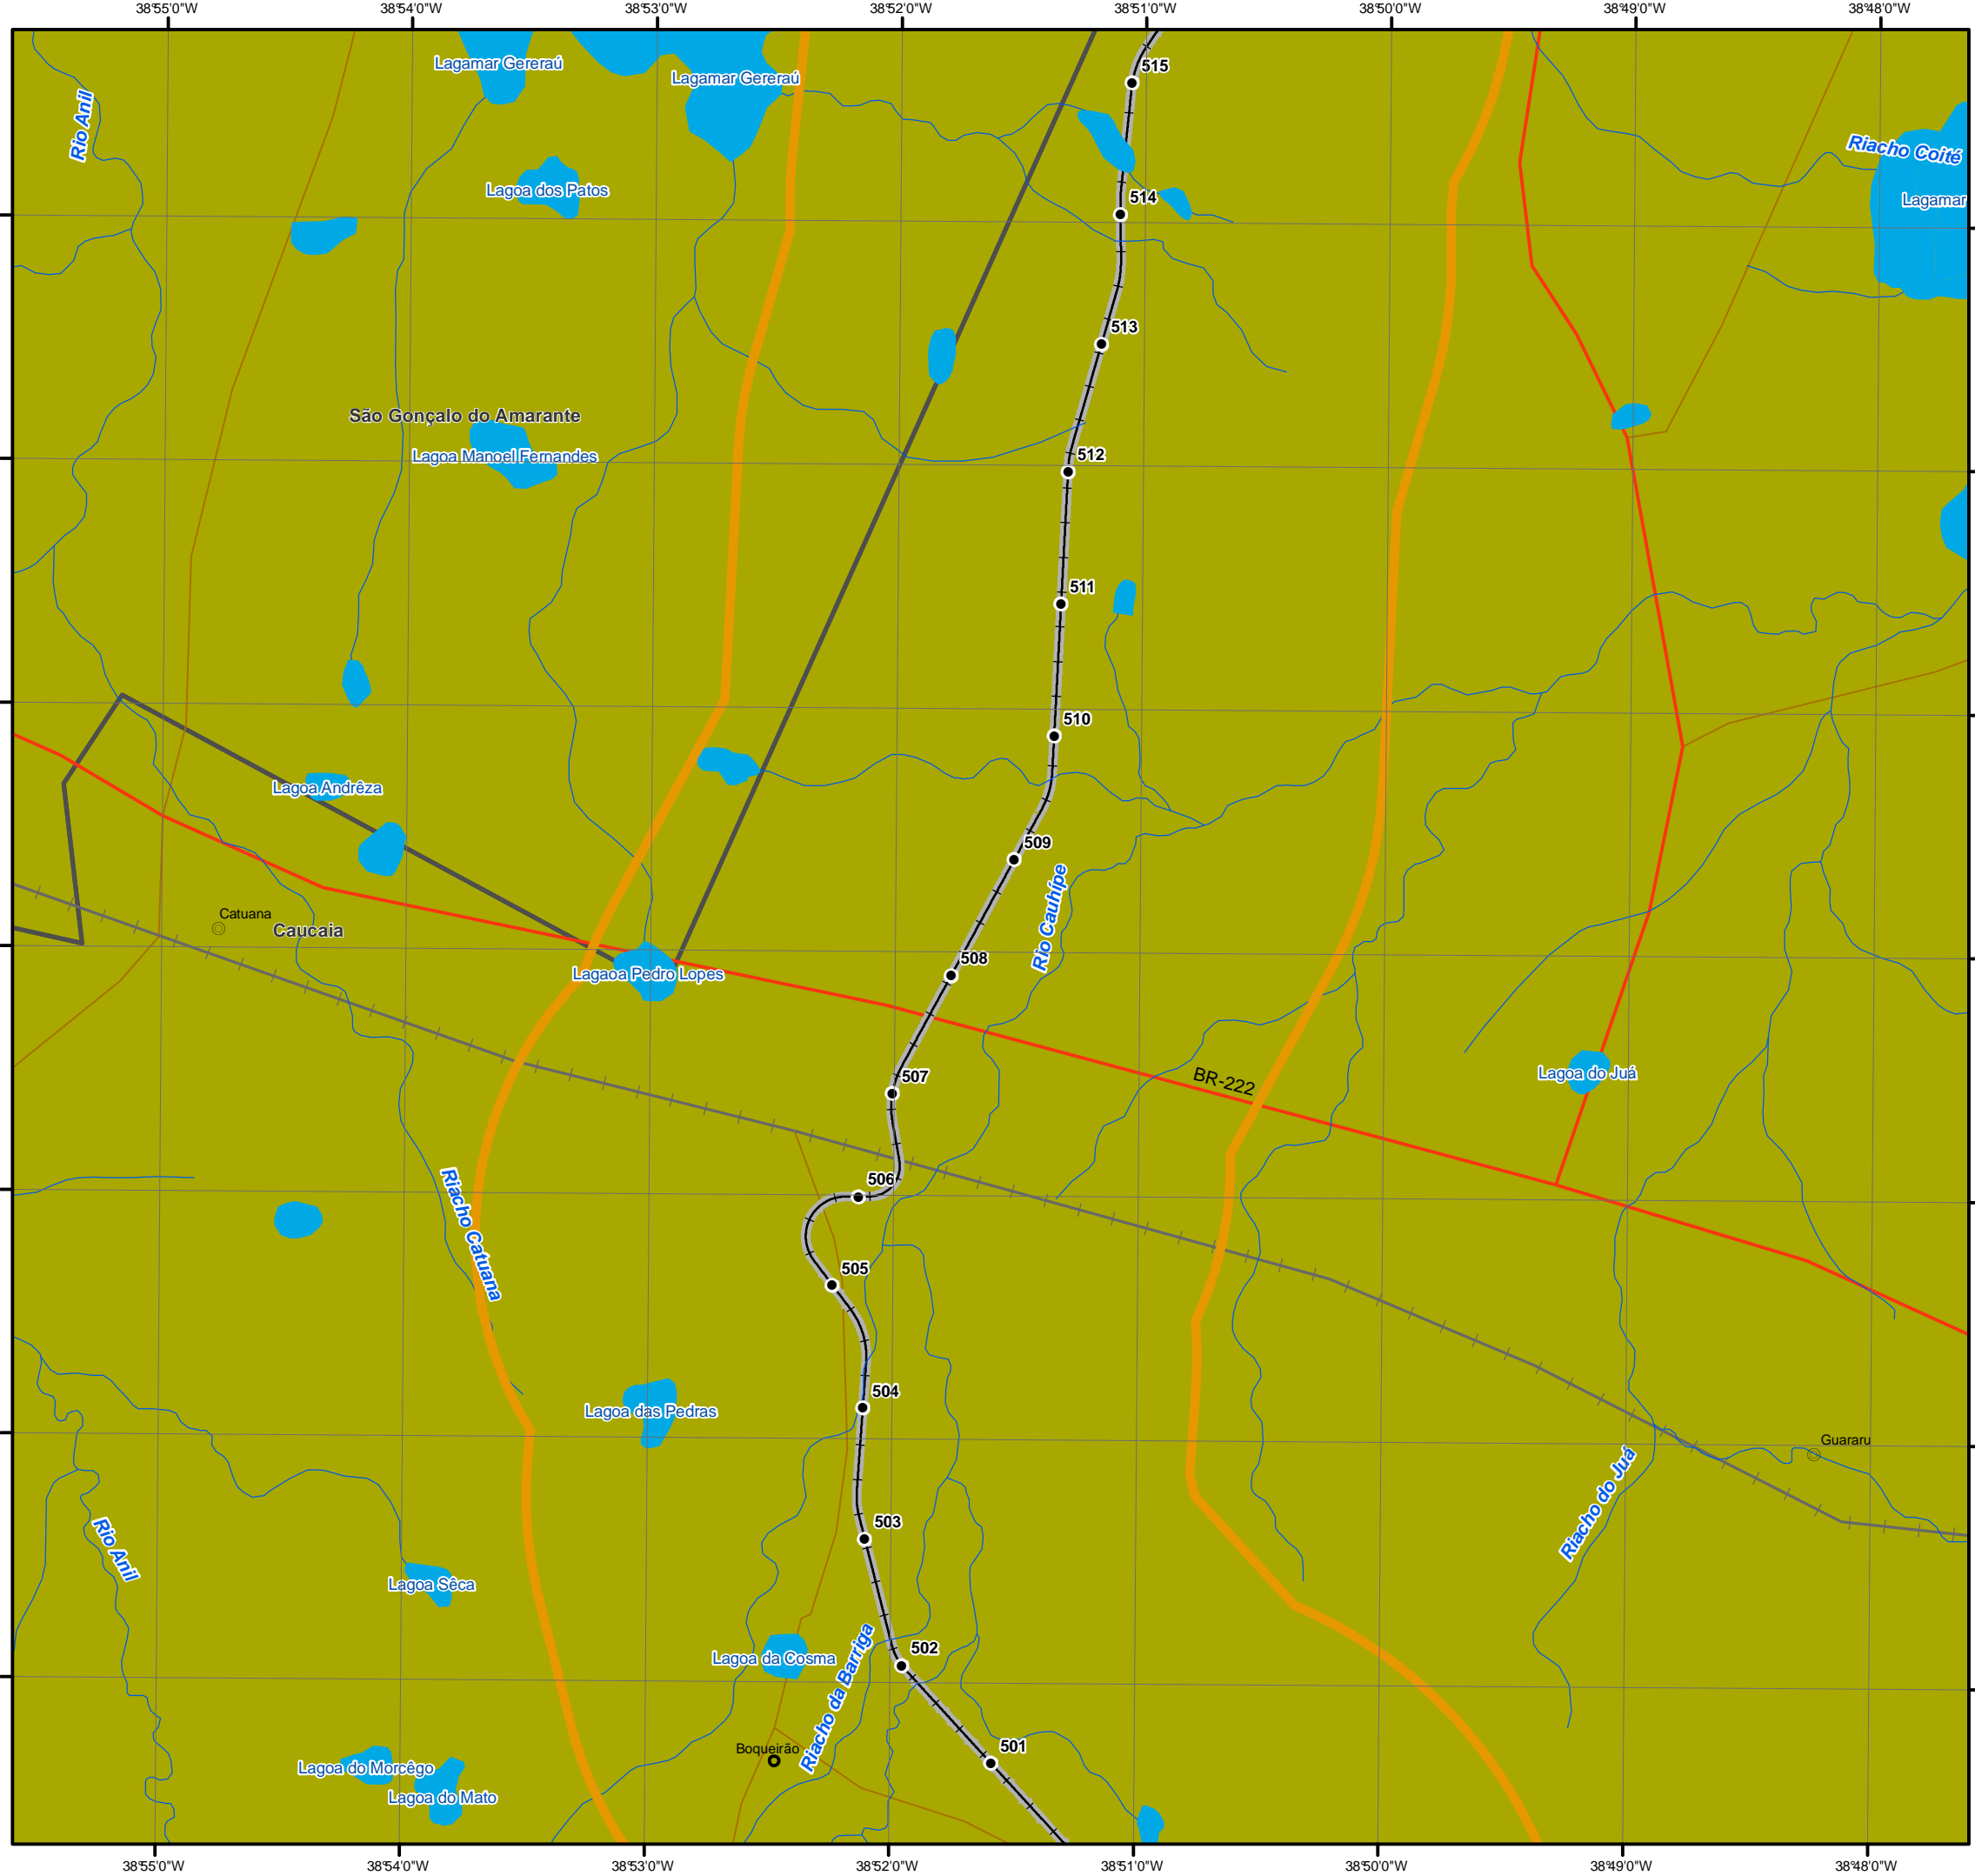 38°55'0"W 38°54'0"W 38°53'0"W 38°52'0"W 38°51'0"W 38°50'0"W 38°49'0"W 38°48'0"W
Lagamar Gereraú
515
Lagamar Gereraú
Rio Anil
Riacho Coité
Lagoa dos Patos
514
Lagamar
513
São Gonçalo do Amarante
Lagoa Manoel Fernandes
512
511
510
Lagoa Andrêza
509
Catuana
Caucaia
Rio Cauhipe
508
Lagaoa Pedro Lopes
507
BR-222
Lagoa do Juá
506
Riacho Catuana
505
504
Lagoa das Pedras
Guararu
Riacho do Juá
503
Rio Anil
Lagoa Sêca
502
Lagoa da Cosma
Riacho da Barriga
501
Boqueirão
Lagoa do Morcêgo
Lagoa do Mato
38°55'0"W 38°54'0"W 38°53'0"W 38°52'0"W 38°51'0"W 38°50'0"W 38°49'0"W 38°48'0"W